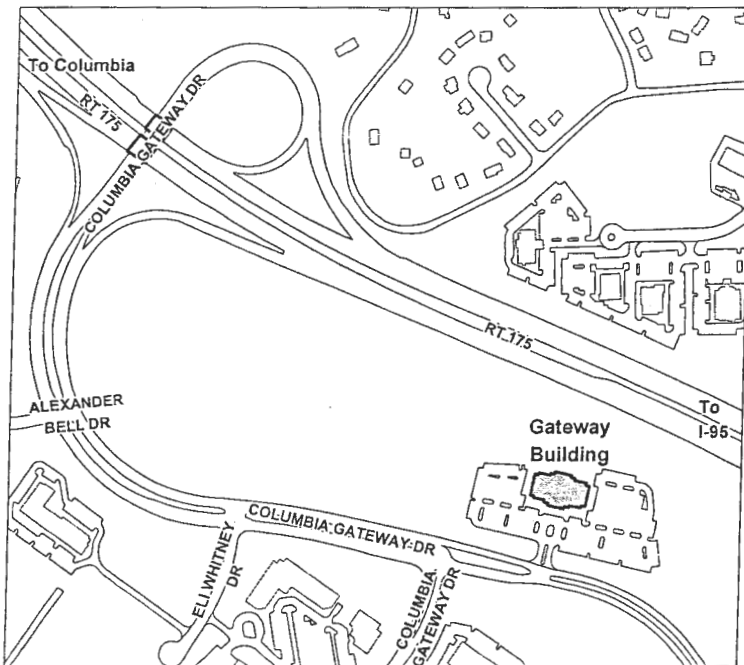 To Columbia
RT 175
COLUMBIA GATEWAY DR
RT 175
ALEXANDER
BELL DR
To
I-95
Gateway
Building
COLUMBIA GATEWAY DR
ELI WHITNEY
DR
COLUMBIA
GATEWAY DR